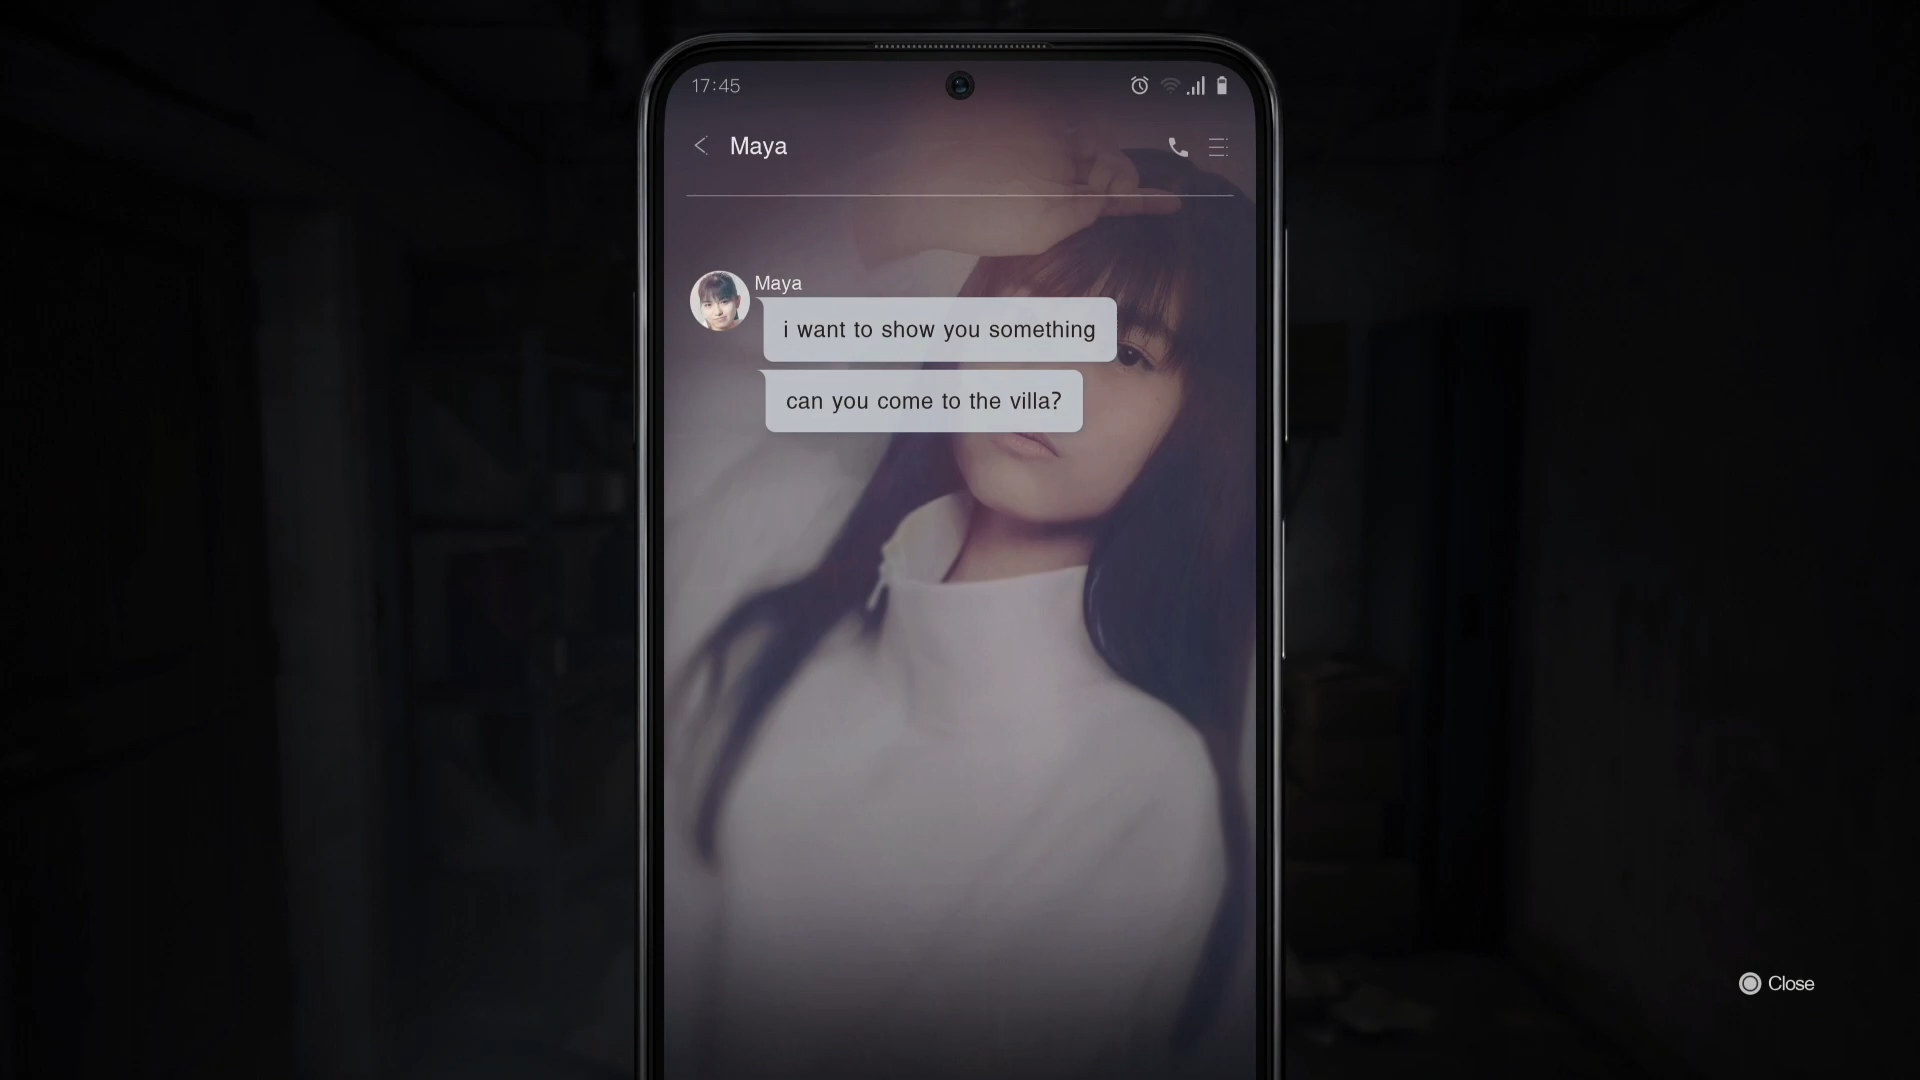 17:45
Maya
Maya
i want to show you something
can you come to the villa?
Close